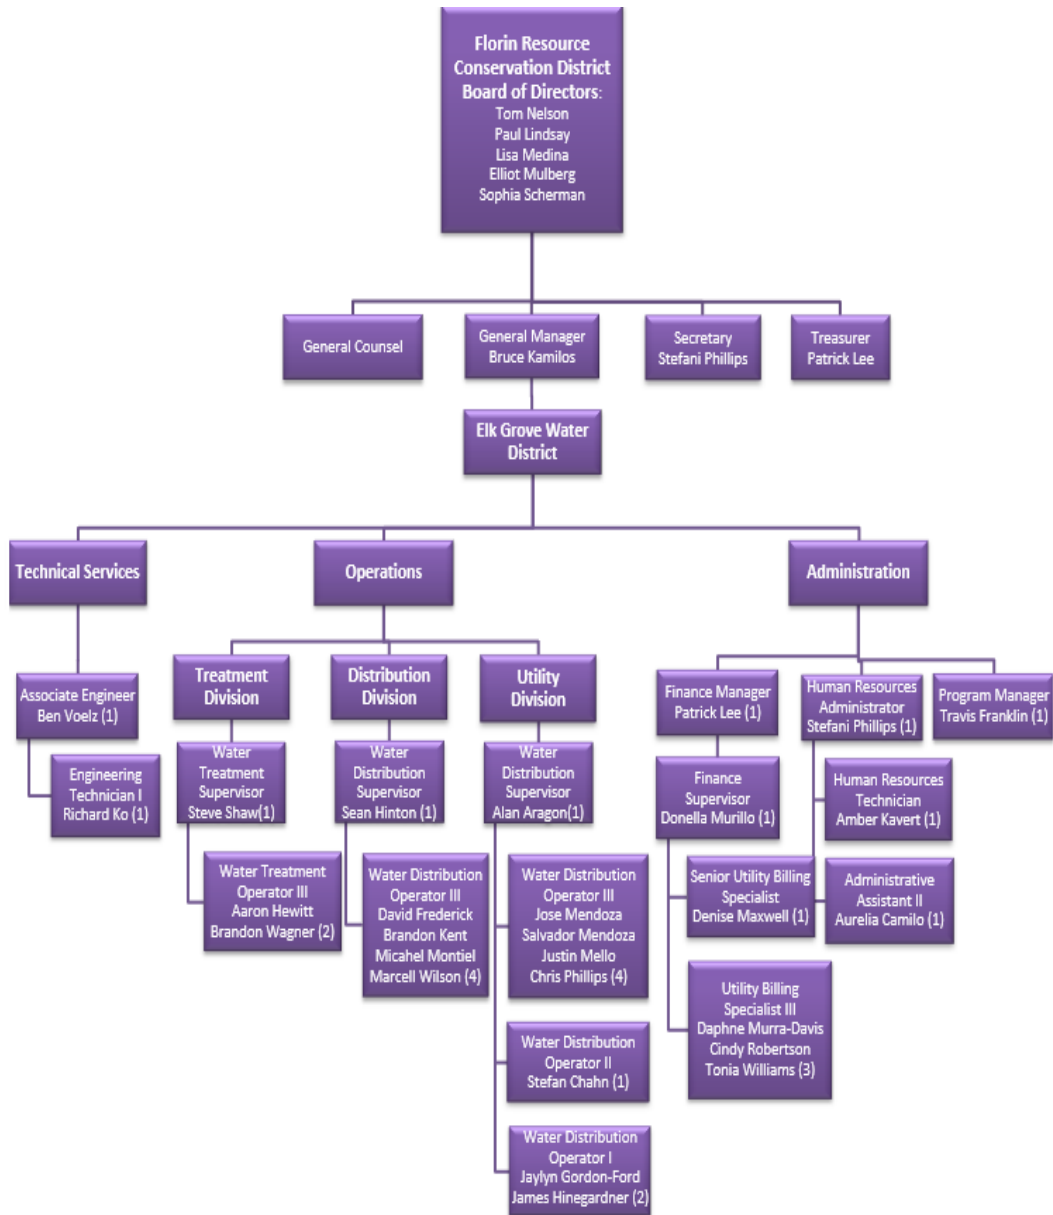 Florin Resource
Conservation District
Board of Directors:
Tom Nelson
Paul Lindsay
Lisa Medina
Elliot Mulberg
Sophia Scherman
General Counsel
General Manager
Bruce Kamilos
Secretary
Stefani Phillips
Treasurer
Patrick Lee
Elk Grove Water
District
Technical Services
Operations
Administration
Associate Engineer
Ben Voelz (1)
Engineering
Technician I
Richard Ko (1)
Treatment
Division
Water
Treatment
Supervisor
Steve Shaw(1)
Water Treatment
Operator III
Aaron Hewitt
Brandon Wagner (2)
Distribution
Division
Water
Distribution
Supervisor
Sean Hinton (1)
Water Distribution
Operator III
David Frederick
Brandon Kent
Micahel Montiel
Marcell Wilson (4)
Utility
Division
Water
Distribution
Supervisor
Alan Aragon(1)
Water Distribution
Operator III
Jose Mendoza
Salvador Mendoza
Justin Mello
Chris Phillips (4)
Water Distribution
Operator II
Stefan Chahn (1)
Water Distribution
Operator I
Jaylyn Gordon-Ford
James Hinegardner (2)
Finance Manager
Patrick Lee (1)
Finance
Supervisor
Donella Murillo (1)
Senior Utility Billing
Specialist
Denise Maxwell (1)
Utility Billing
Specialist III
Daphne Murra-Davis
Cindy Robertson
Tonia Williams (3)
Human Resources
Administrator
Stefani Phillips (1)
Human Resources
Technician
Amber Kavert (1)
Administrative
Assistant II
Aurelia Camilo (1)
Program Manager
Travis Franklin (1)